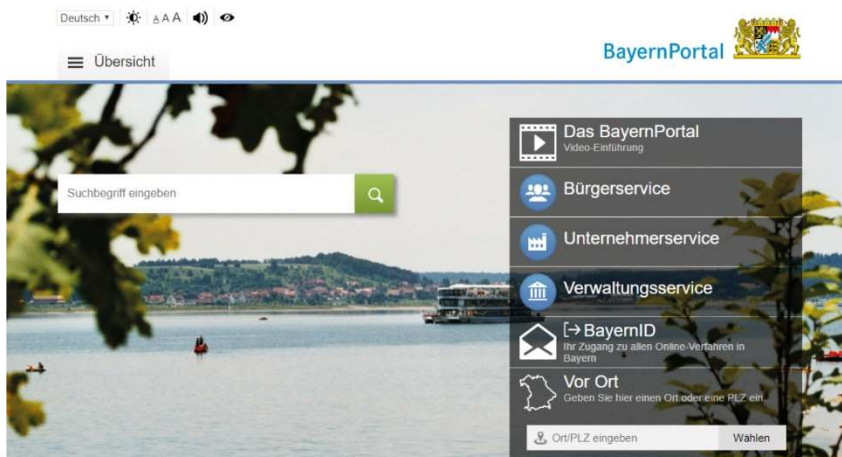 Deutsch
A A A
Übersicht
BayernPortal
Suchbegriff eingeben
Das BayernPortal
Video-Einführung
Bürgerservice
Unternehmerservice
Verwaltungsservice
BayernID
Ihr Zugang zu allen Online-Verfahren in
Bayern
Vor Ort
Geben Sie hier einen Ort oder eine PLZ ein.
Ort/PLZ eingeben
Wählen